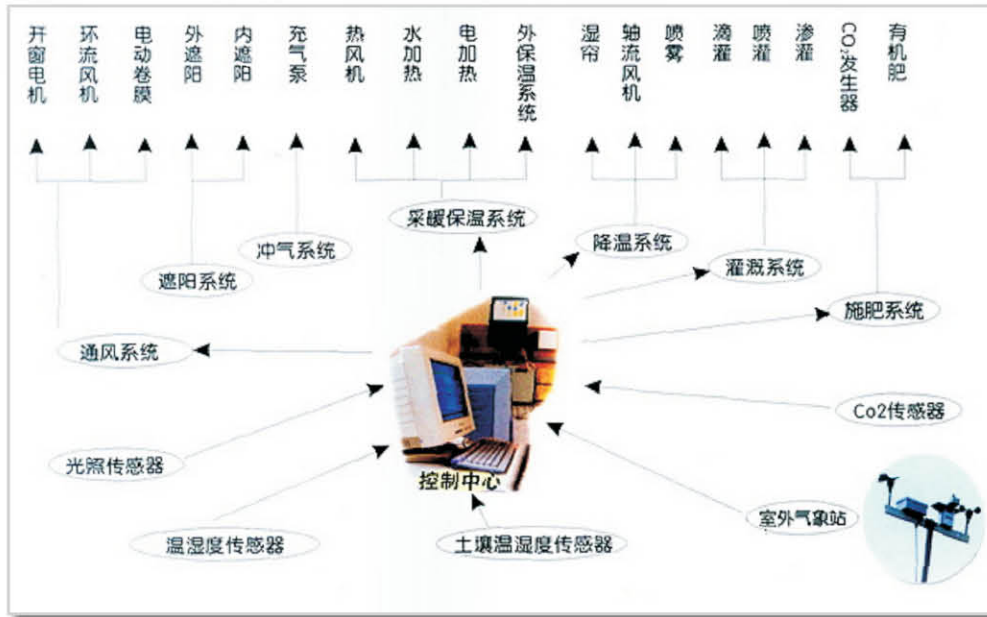 开窗电机
环流风机
电动卷膜
外遮阳
内遮阳
充气泵
热风机
水加热
电加热
外保温系统
湿帘
轴流风机
喷雾
滴灌
喷灌
渗灌
CO₂发生器
有机肥
采暖保温系统
冲气系统
降温系统
遮阳系统
灌溉系统
施肥系统
通风系统
Co2传感器
光照传感器
控制中心
室外气象站
温湿度传感器
土壤温湿度传感器